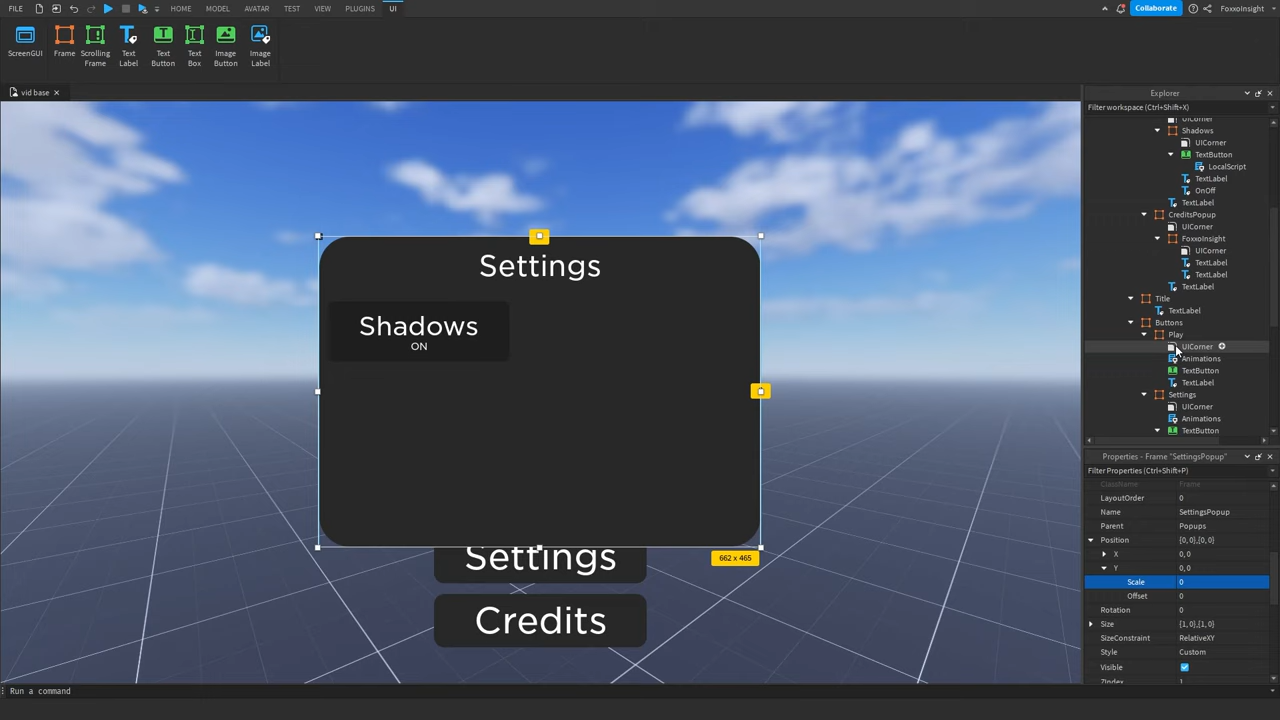 FILE HOME MODEL AVATAR TEST VIEW PLUGINS UI Collaborate FoxxoInsight
ScreenGUI Frame Scrolling Frame Text Label Text Button Text Box Image Button Image Label
vid base
Explorer
Filter workspace (Ctrl+Shift+X)
UICorner
Shadows
UICorner
TextButton
LocalScript
TextLabel
OnOff
TextLabel
CreditsPopup
UICorner
FoxxoInsight
UICorner
TextLabel
TextLabel
TextLabel
Title
TextLabel
Buttons
Play
UICorner
Animations
TextButton
TextLabel
Settings
UICorner
Animations
TextButton
Settings
Shadows
ON
662 x 465
Settings
Credits
Properties - Frame "SettingsPopup"
Filter Properties (Ctrl+Shift+P)
ClassName Frame
LayoutOrder 0
Name SettingsPopup
Parent Popups
Position {0, 0},{0, 0}
X 0, 0
Y 0, 0
Scale 0
Offset 0
Rotation 0
Size {1, 0},{1, 0}
SizeConstraint RelativeXY
Style Custom
Visible
ZIndex 1
Run a command